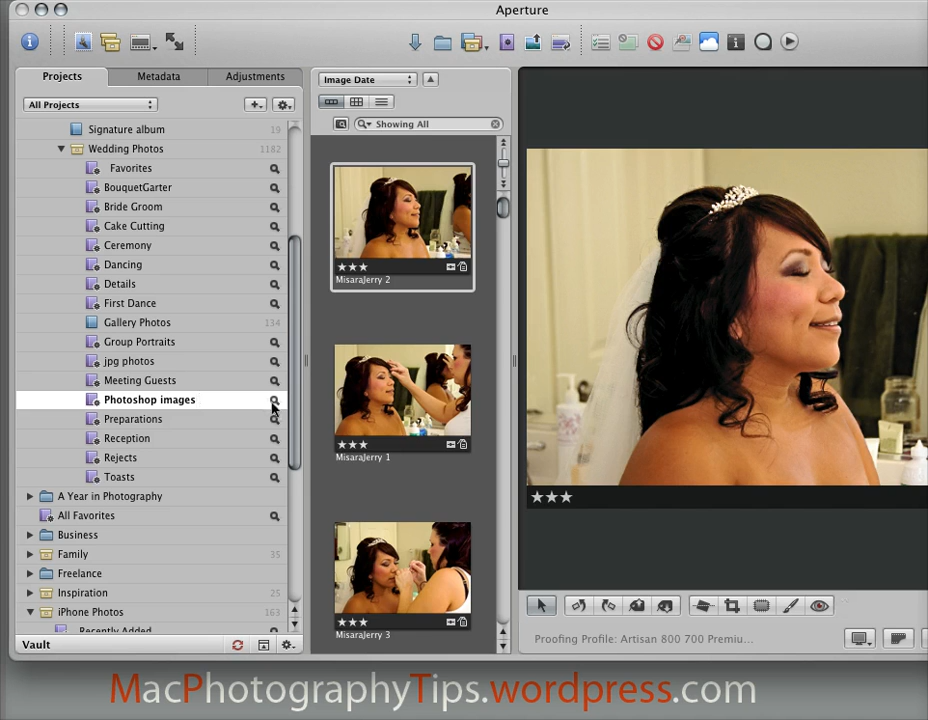 Aperture
Projects
Metadata
Adjustments
All Projects
Signature album 19
Wedding Photos 1182
Favorites
BouquetGarter
Bride Groom
Cake Cutting
Ceremony
Dancing
Details
First Dance
Gallery Photos 134
Group Portraits
jpg photos
Meeting Guests
Photoshop images
Preparations
Reception
Rejects
Toasts
A Year in Photography
All Favorites
Business
Family 35
Freelance
Inspiration 25
iPhone Photos 163
Recently Added
Vault
Image Date
Showing All
MisaraJerry 2
MisaraJerry 1
MisaraJerry 3
Proofing Profile: Artisan 800 700 Premiu...
MacPhotographyTips.wordpress.com